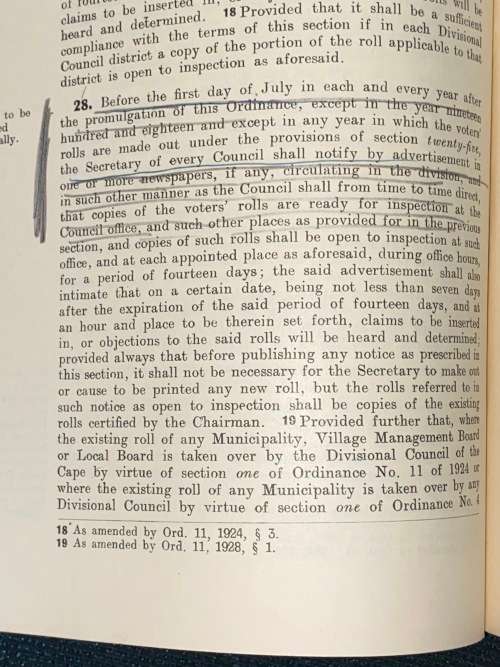 claims to be inserted in,
heard and determined. 18 Provided that it shall be a sufficient
compliance with the terms of this section if in each Divisional
Council district a copy of the portion of the roll applicable to that
district is open to inspection as aforesaid.
to be
ally.
28. Before the first day of July in each and every year after
the promulgation of this Ordinance, except in the year nineteen
hundred and eighteen and except in any year in which the voters'
rolls are made out under the provisions of section twenty-five,
the Secretary of every Council shall notify by advertisement in
one or more newspapers, if any, circulating in the division, and
in such other manner as the Council shall from time to time direct,
that copies of the voters' rolls are ready for inspection at the
Council office, and such other places as provided for in the previous
section, and copies of such rolls shall be open to inspection at such
office, and at each appointed place as aforesaid, during office hours,
for a period of fourteen days; the said advertisement shall also
intimate that on a certain date, being not less than seven days
after the expiration of the said period of fourteen days, and at
an hour and place to be therein set forth, claims to be inserted
in, or objections to the said rolls will be heard and determined;
provided always that before publishing any notice as prescribed in
this section, it shall not be necessary for the Secretary to make out
or cause to be printed any new roll, but the rolls referred to in
such notice as open to inspection shall be copies of the existing
rolls certified by the Chairman. 19 Provided further that, where
the existing roll of any Municipality, Village Management Board
or Local Board is taken over by the Divisional Council of the
Cape by virtue of section one of Ordinance No. 11 of 1924 or
where the existing roll of any Municipality is taken over by any
Divisional Council by virtue of section one of Ordinance No. 4
18 As amended by Ord. 11, 1924, § 3.
19 As amended by Ord. 11, 1928, § 1.